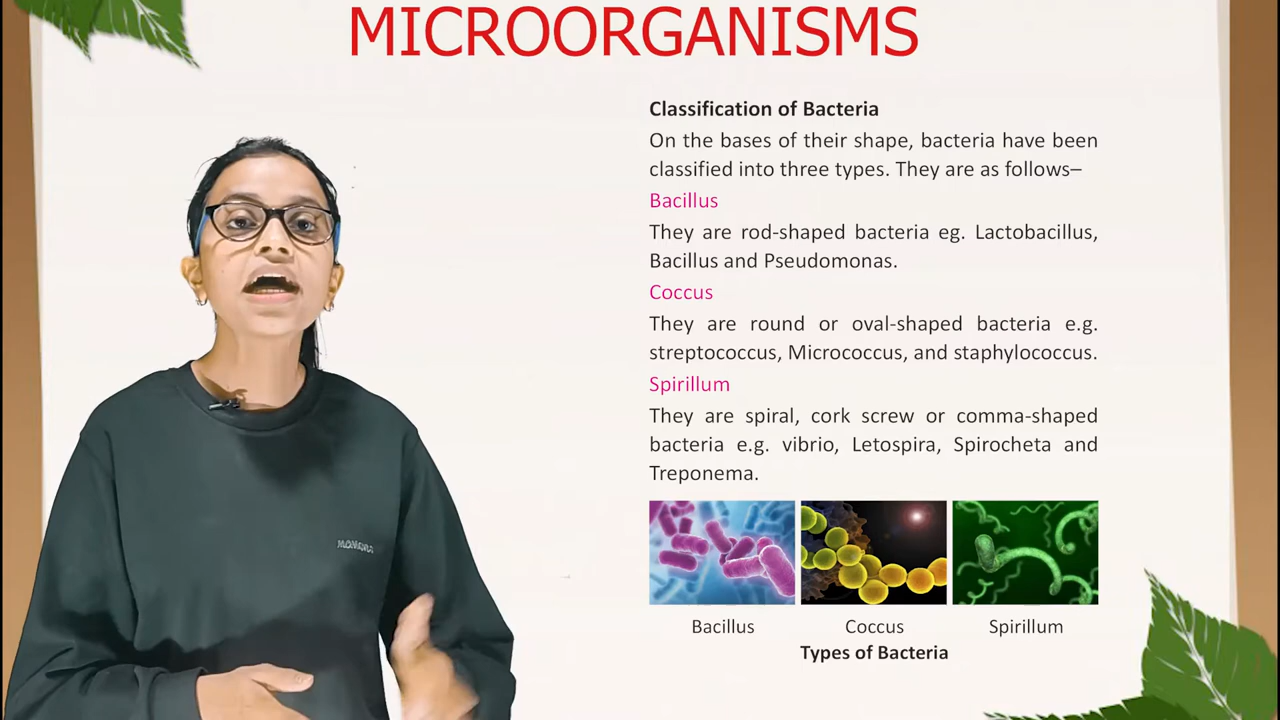 MICROORGANISMS
Classification of Bacteria
On the bases of their shape, bacteria have been
classified into three types. They are as follows–
Bacillus
They are rod-shaped bacteria eg. Lactobacillus,
Bacillus and Pseudomonas.
Coccus
They are round or oval-shaped bacteria e.g.
streptococcus, Micrococcus, and staphylococcus.
Spirillum
They are spiral, cork screw or comma-shaped
bacteria e.g. vibrio, Letospira, Spirocheta and
Treponema.
Bacillus Coccus Spirillum
Types of Bacteria